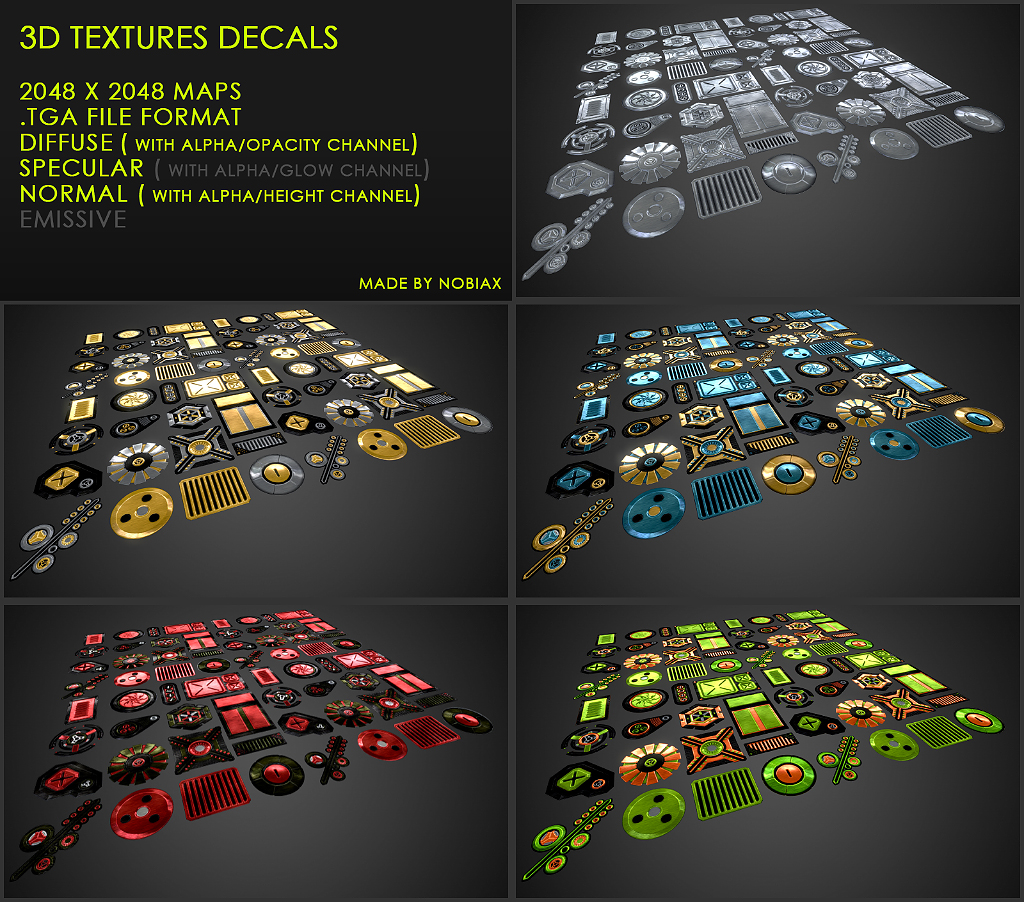 3D TEXTURES DECALS
2048 X 2048 MAPS
.TGA FILE FORMAT
DIFFUSE ( WITH ALPHA/OPACITY CHANNEL)
SPECULAR ( WITH ALPHA/GLOW CHANNEL)
NORMAL ( WITH ALPHA/HEIGHT CHANNEL)
EMISSIVE
MADE BY NOBIAX